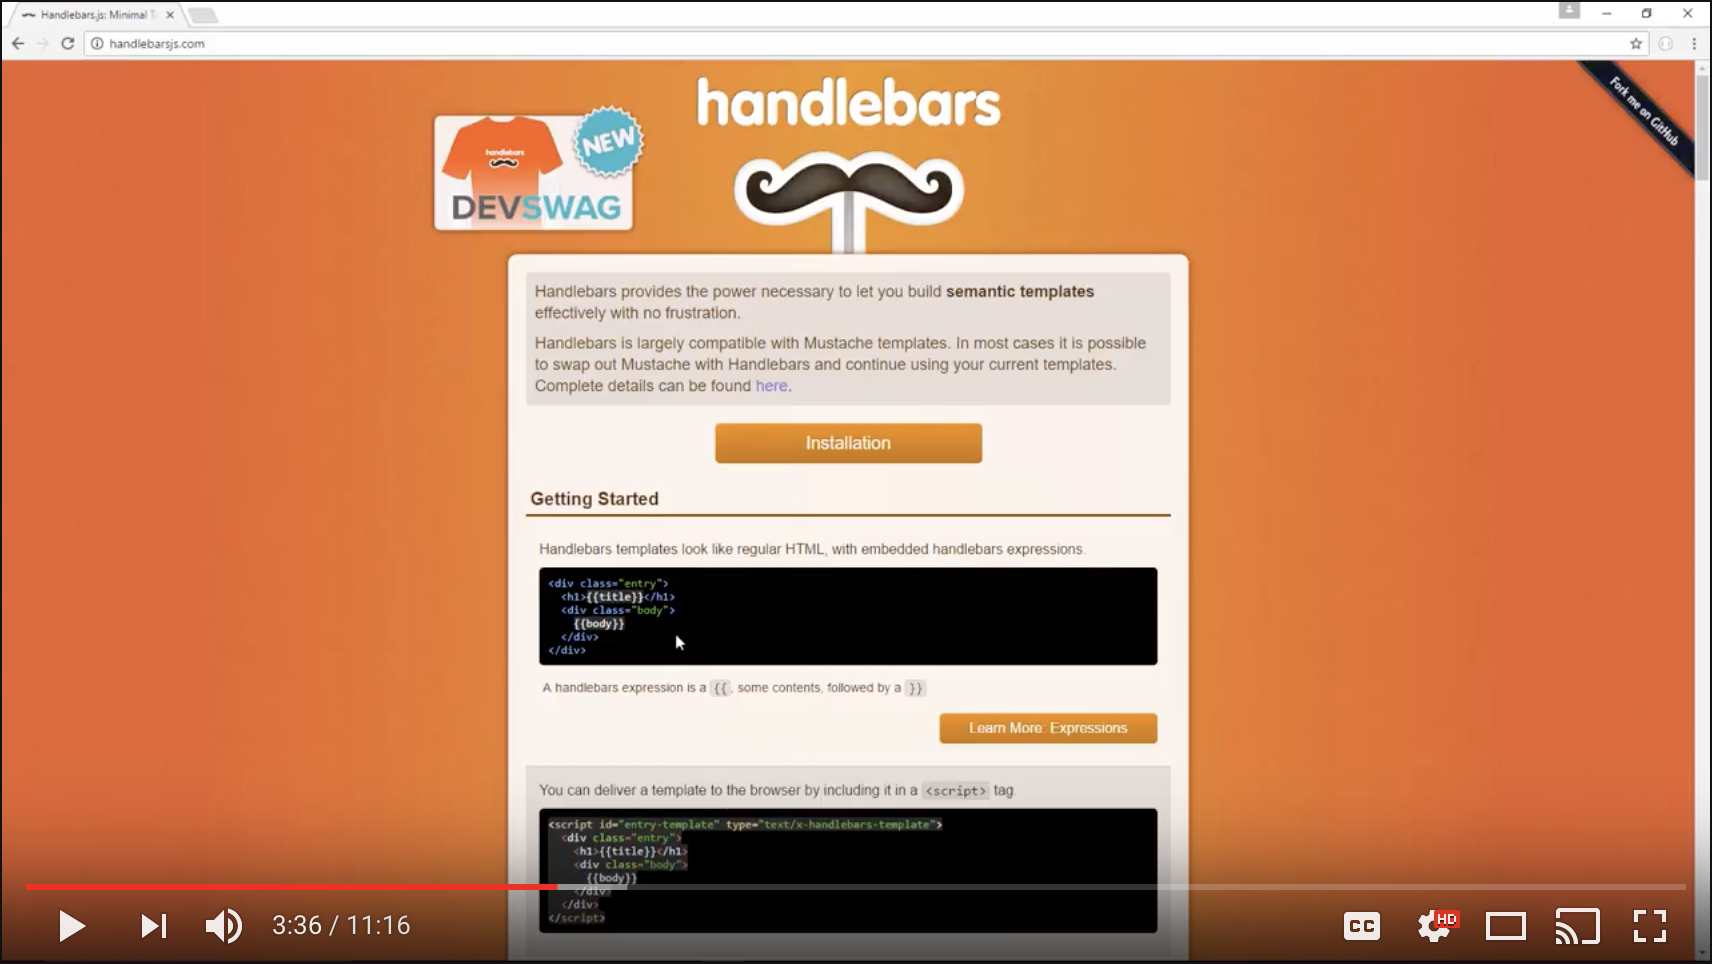 Handlebars.js: Minimal T
handlebarsjs.com
Fork me on GitHub
handlebars
handlebars
NEW
DEVSWAG
Handlebars provides the power necessary to let you build semantic templates
effectively with no frustration.
Handlebars is largely compatible with Mustache templates. In most cases it is possible
to swap out Mustache with Handlebars and continue using your current templates.
Complete details can be found here.
Installation
Getting Started
Handlebars templates look like regular HTML, with embedded handlebars expressions.
<div class="entry">
<h1>{{title}}</h1>
<div class="body">
{{body}}
</div>
</div>
A handlebars expression is a {{, some contents, followed by a }}
Learn More: Expressions
You can deliver a template to the browser by including it in a <script> tag
<script id="entry-template" type="text/x-handlebars-template">
<div class="entry">
<h1>{{title}}</h1>
<div class="body">
{{body}}
</div>
</div>
</script>
3:36 / 11:16
CC
HD